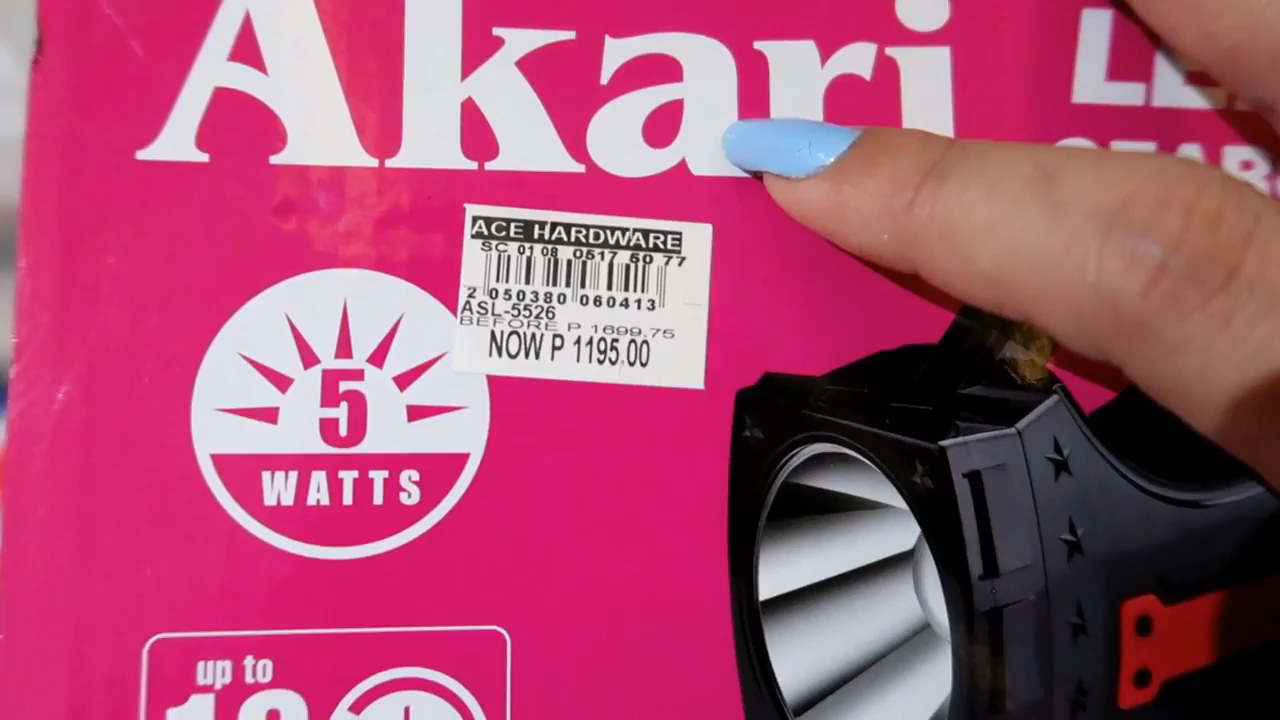 Akari
ACE HARDWARE
SC 01 08 0517 50 77
2 050380 060413
ASL-5526
BEFORE P 1699.75
NOW P 1195.00
5
WATTS
up to